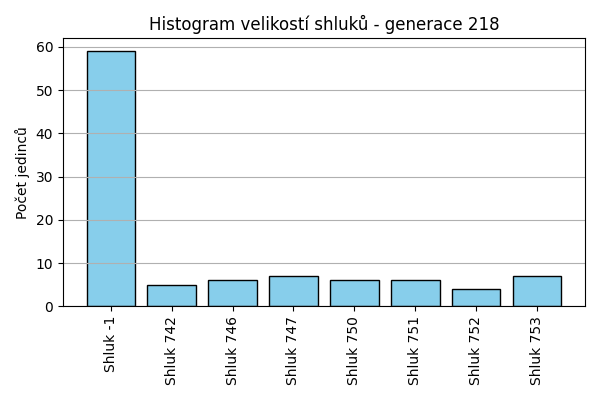 Histogram velikostí shluků - generace 218
Počet jedinců
60
50
40
30
20
10
0
Shluk -1
Shluk 742
Shluk 746
Shluk 747
Shluk 750
Shluk 751
Shluk 752
Shluk 753